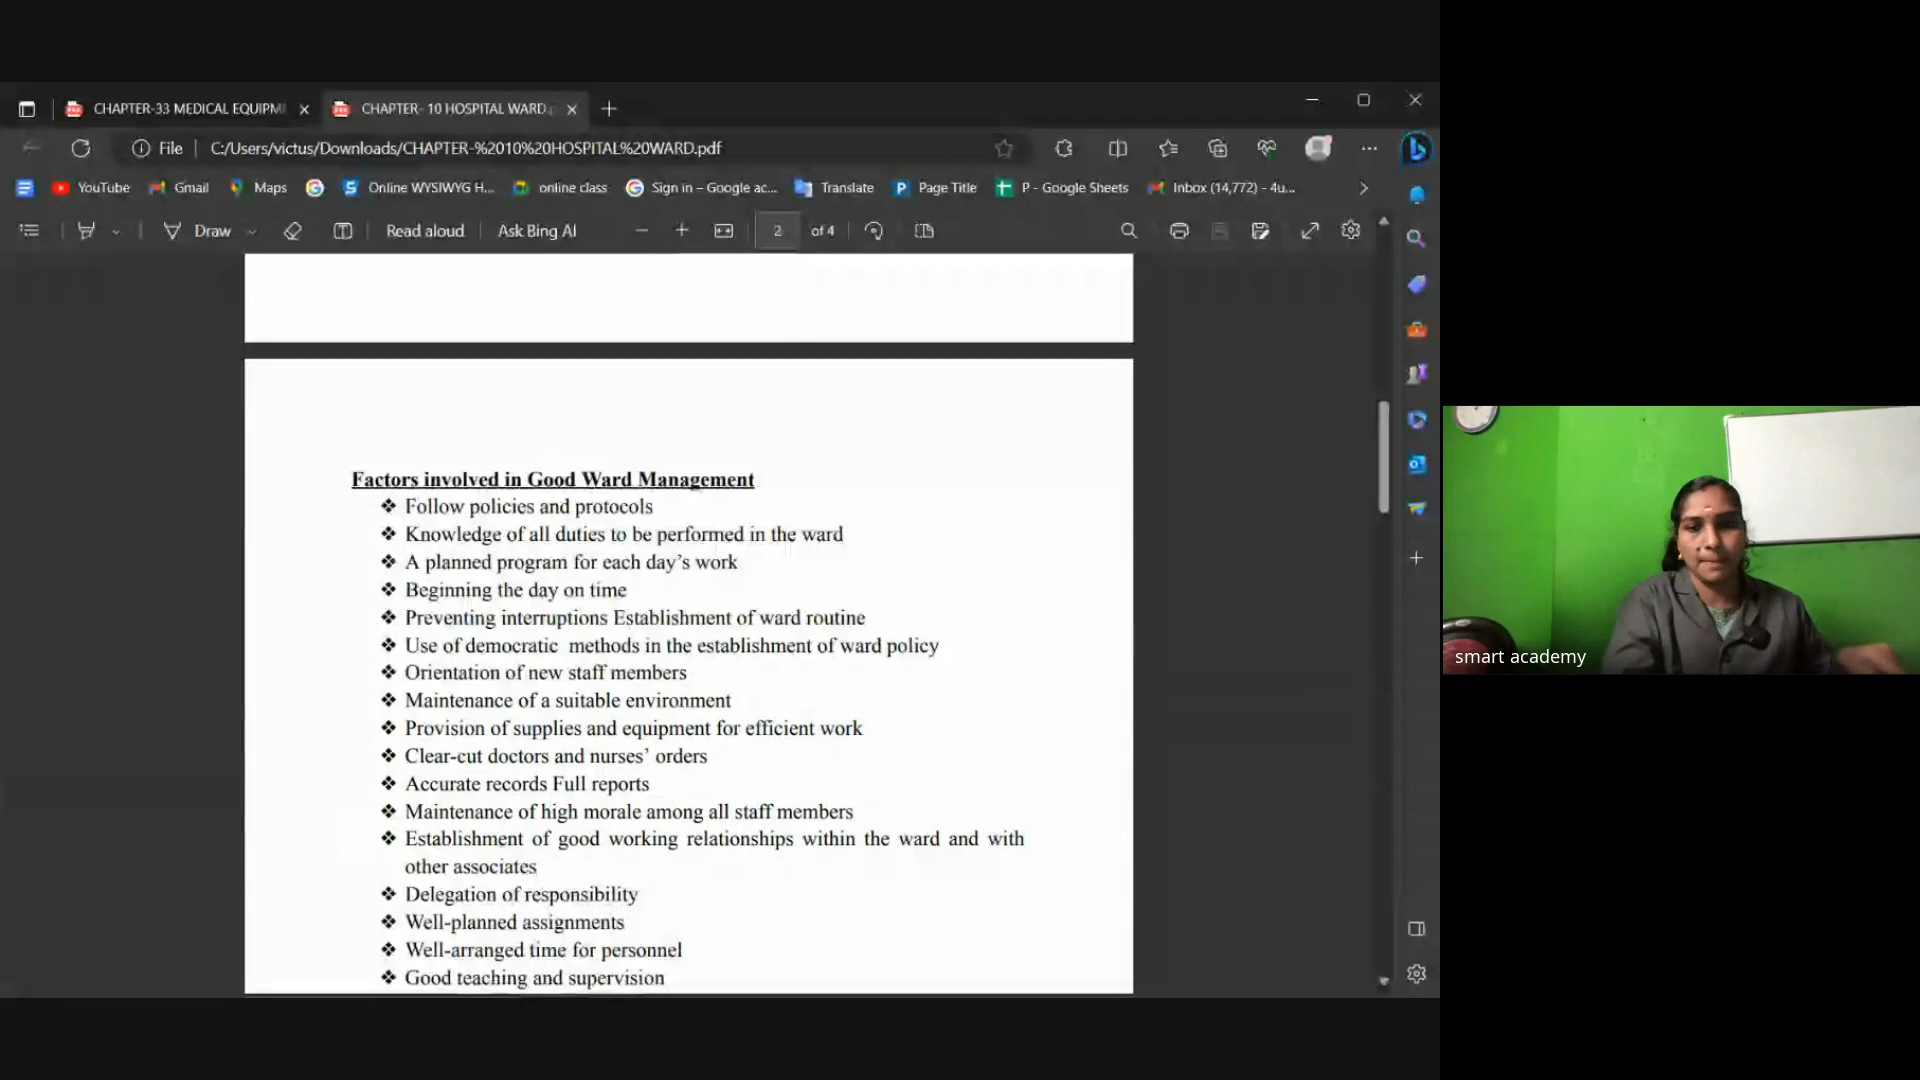 CHAPTER-33 MEDICAL EQUIPM
CHAPTER- 10 HOSPITAL WARD.
File
C:/Users/victus/Downloads/CHAPTER-%2010%20HOSPITAL%20WARD.pdf
YouTube
Gmail
Maps
Online WYSIWYG H...
online class
Sign in – Google ac...
Translate
Page Title
P - Google Sheets
Inbox (14,772) - 4u...
Draw
Read aloud
Ask Bing AI
2 of 4
Factors involved in Good Ward Management
❖ Follow policies and protocols
❖ Knowledge of all duties to be performed in the ward
❖ A planned program for each day’s work
❖ Beginning the day on time
❖ Preventing interruptions Establishment of ward routine
❖ Use of democratic methods in the establishment of ward policy
❖ Orientation of new staff members
❖ Maintenance of a suitable environment
❖ Provision of supplies and equipment for efficient work
❖ Clear-cut doctors and nurses’ orders
❖ Accurate records Full reports
❖ Maintenance of high morale among all staff members
❖ Establishment of good working relationships within the ward and with
other associates
❖ Delegation of responsibility
❖ Well-planned assignments
❖ Well-arranged time for personnel
❖ Good teaching and supervision
smart academy